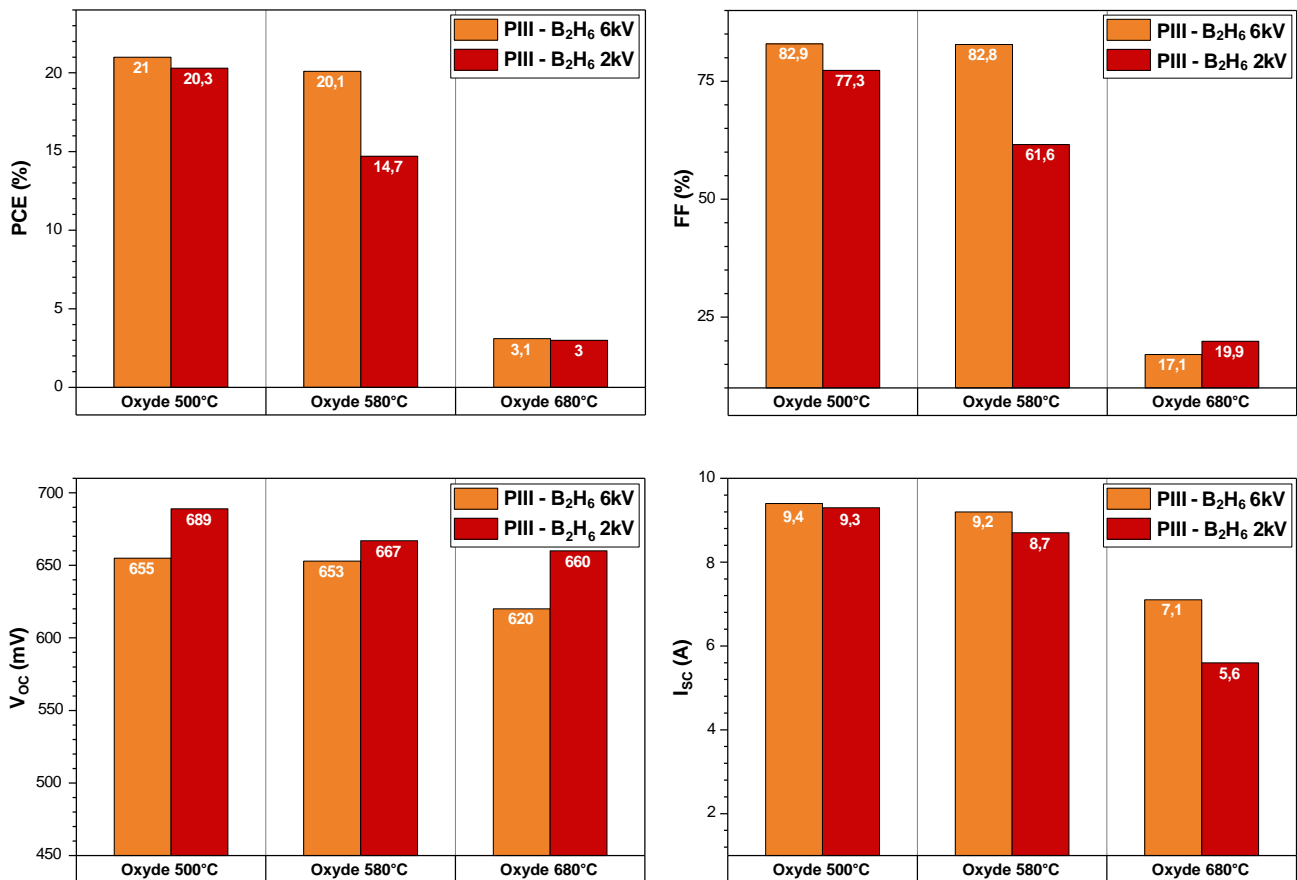 PCE (%)
20
15
10
5
0
21
20,3
20,1
14,7
3,1
3
PIII - B₂H₆ 6kV
PIII - B₂H₆ 2kV
Oxyde 500°C
Oxyde 580°C
Oxyde 680°C
FF (%)
75
50
25
82,9
77,3
82,8
61,6
17,1
19,9
PIII - B₂H₆ 6kV
PIII - B₂H₆ 2kV
Oxyde 500°C
Oxyde 580°C
Oxyde 680°C
V_OC (mV)
700
650
600
550
500
450
655
689
653
667
620
660
PIII - B₂H₆ 6kV
PIII - B₂H₆ 2kV
Oxyde 500°C
Oxyde 580°C
Oxyde 680°C
I_SC (A)
10
8
6
4
2
9,4
9,3
9,2
8,7
7,1
5,6
PIII - B₂H₆ 6kV
PIII - B₂H₆ 2kV
Oxyde 500°C
Oxyde 580°C
Oxyde 680°C